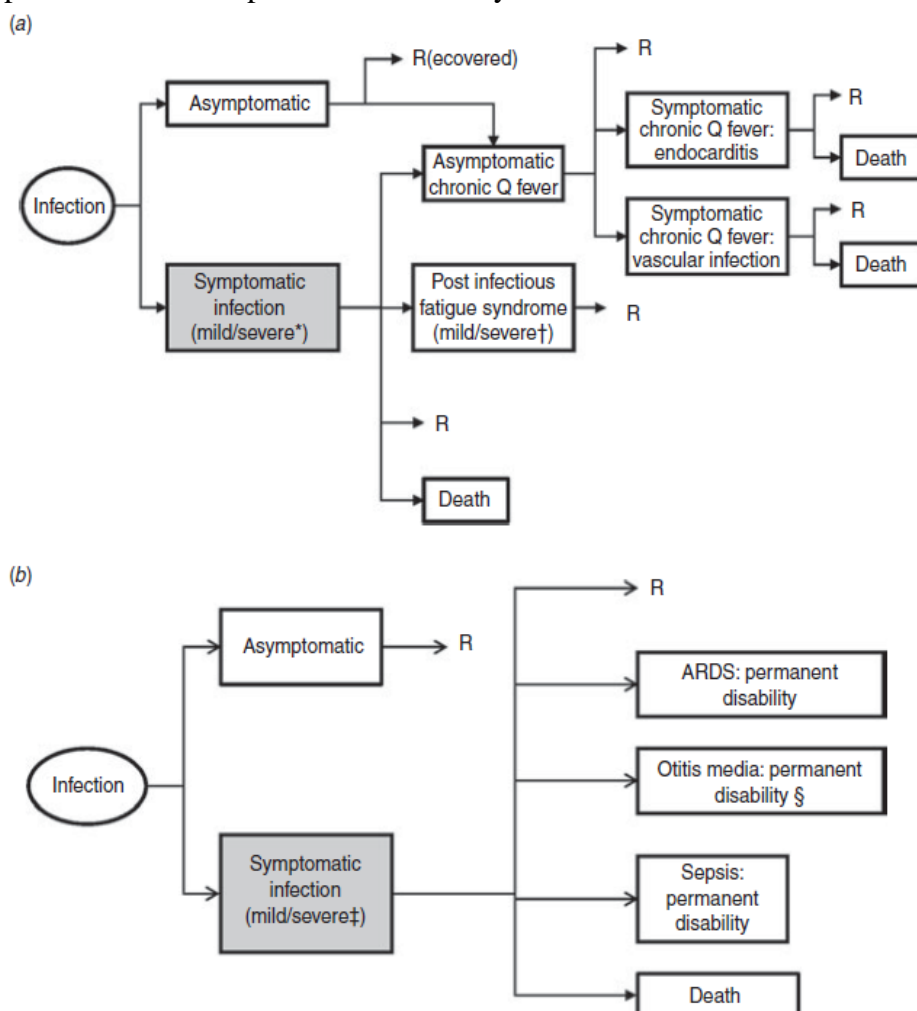 (a)
R(ecovered)
Asymptomatic
R
Symptomatic
chronic Q fever:
endocarditis
R
Death
Asymptomatic
chronic Q fever
Infection
Symptomatic
chronic Q fever:
vascular infection
R
Death
Symptomatic
infection
(mild/severe*)
Post infectious
fatigue syndrome
(mild/severe†)
R
R
Death
(b)
R
Asymptomatic
R
ARDS: permanent
disability
Infection
Otitis media: permanent
disability §
Symptomatic
infection
(mild/severe‡)
Sepsis:
permanent
disability
Death